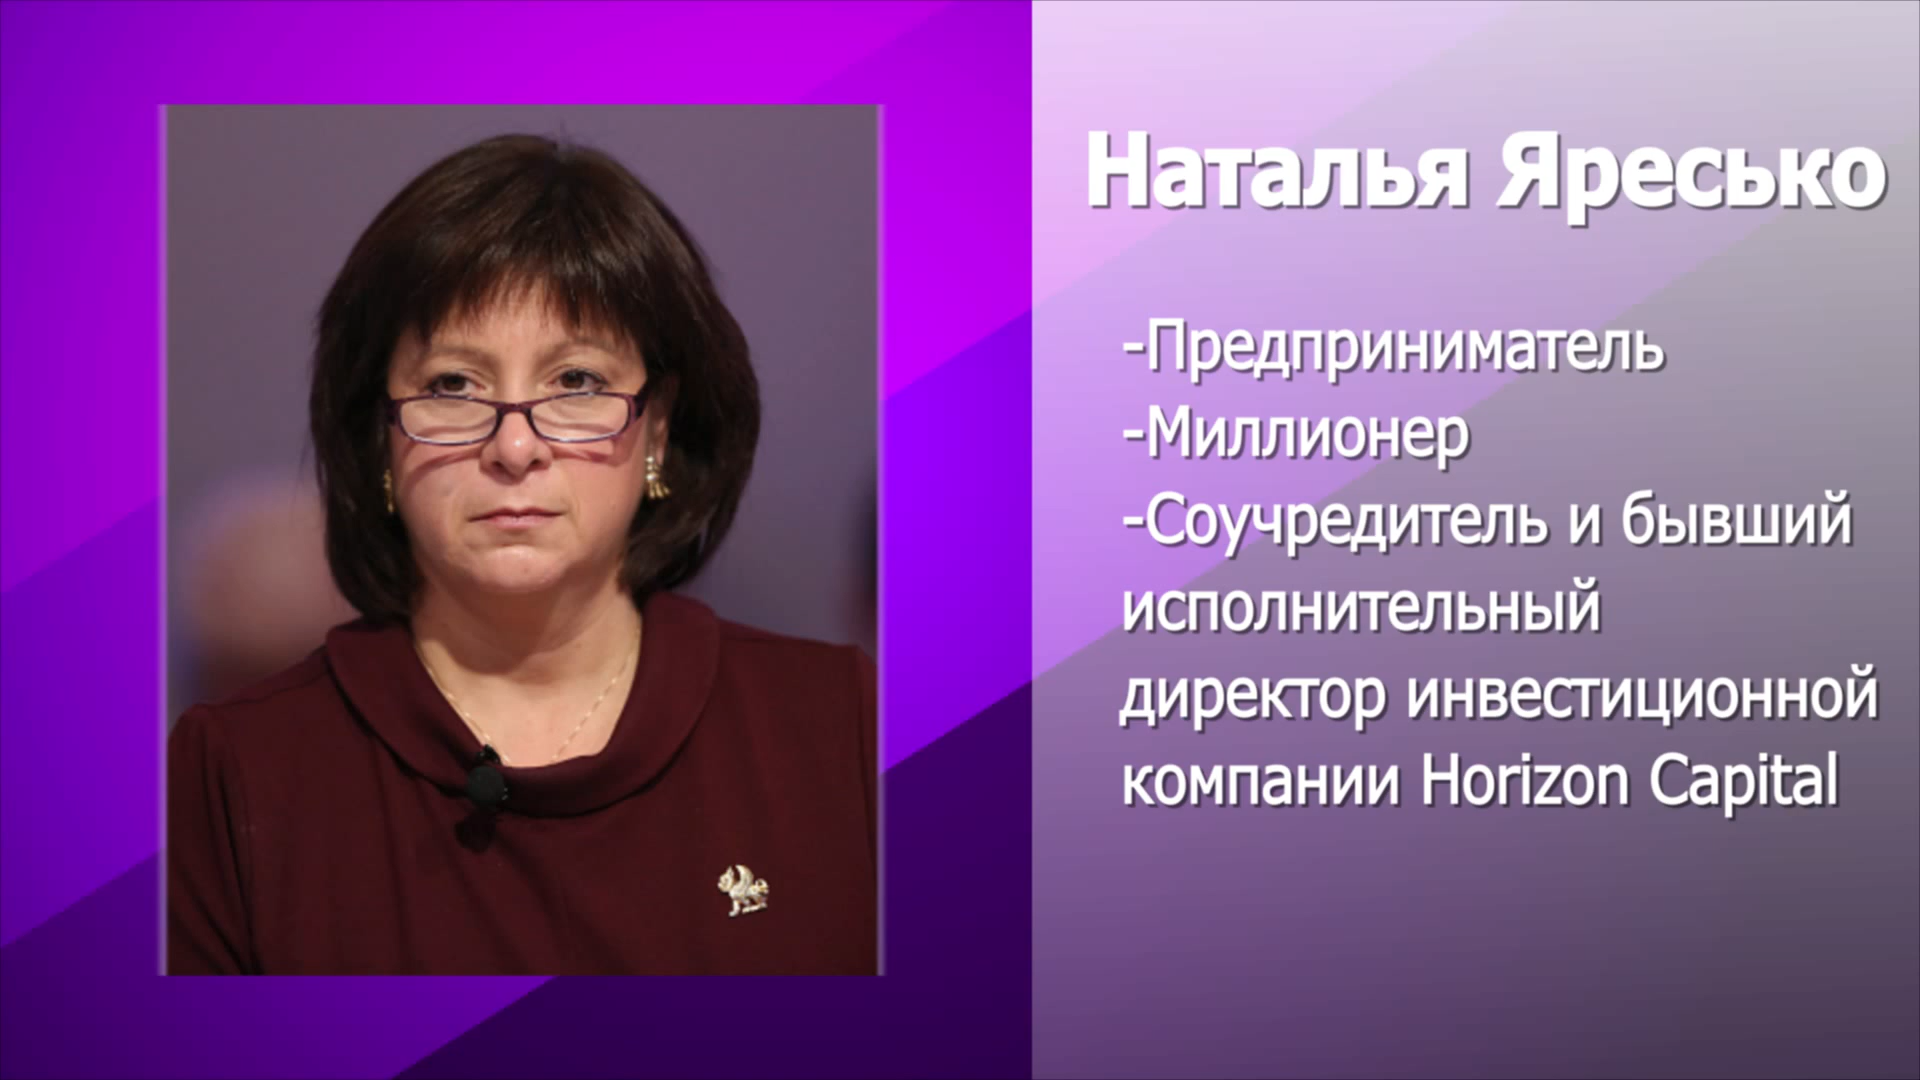 Наталья Яресько
-Предприниматель
-Миллионер
-Соучредитель и бывший
исполнительный
директор инвестиционной
компании Horizon Capital